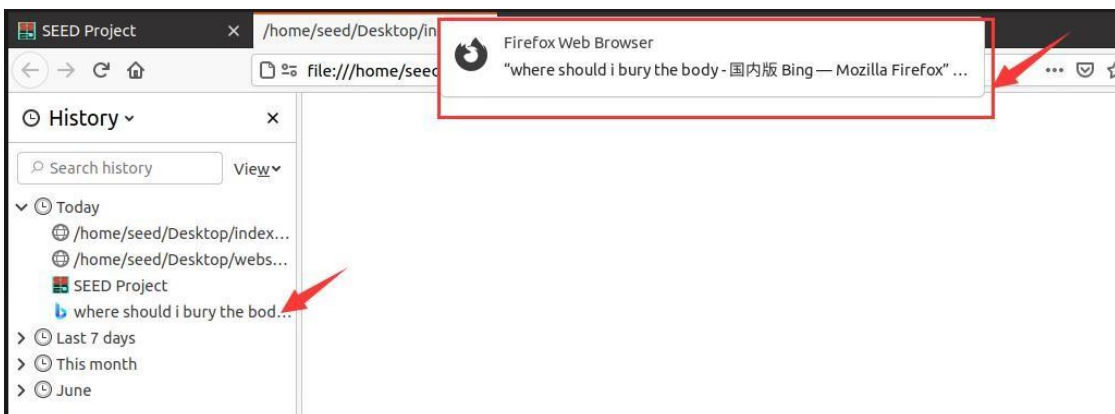 SEED Project
/home/seed/Desktop/in
Firefox Web Browser
“where should i bury the body - 国内版 Bing — Mozilla Firefox” ...
file:///home/seed
History
Search history
View
Today
/home/seed/Desktop/index...
/home/seed/Desktop/webs...
SEED Project
where should i bury the bod...
Last 7 days
This month
June